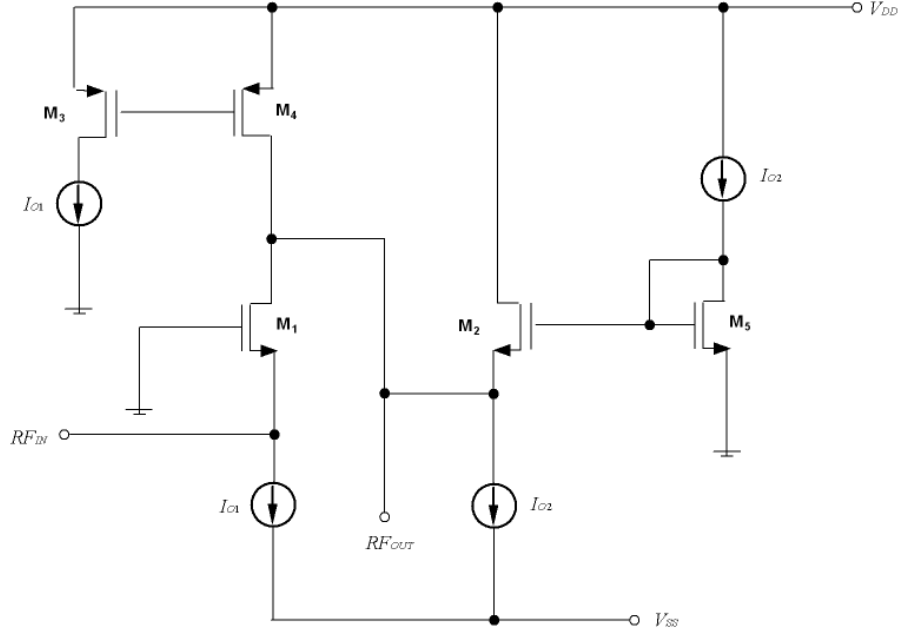 V_DD
M3
M4
I_O1
I_O2
M1
M2
M5
RF_IN
I_O1
I_O2
RF_OUT
V_SS